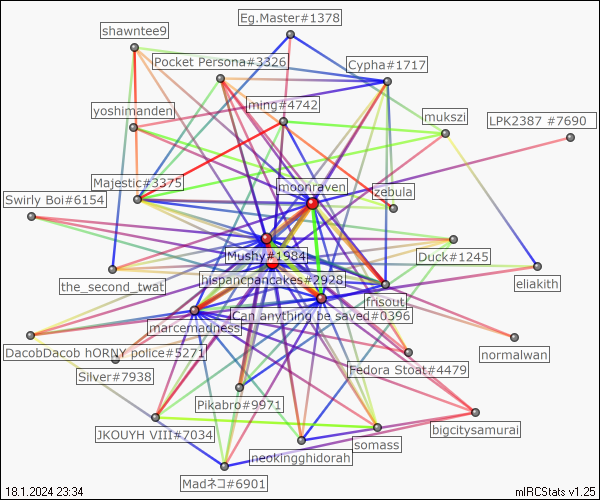 Eg.Master#1378
shawntee9
Pocket Persona#3326
Cypha#1717
ming#4742
yoshimanden
mukszi
LPK2387 #7690
Majestic#3375
moonraven
zebula
Swirly Boi#6154
Mushy#1984
Duck#1245
hispancpancakes#2928
the_second_twat
eliakith
frisout
Can anything be saved#0396
marcemadness
DacobDacob hORNY police#5271
normalwan
Silver#7938
Fedora Stoat#4479
Pikabro#9971
JKOUYH VIII#7034
bigcitysamurai
somass
neokingghidorah
Madネコ#6901
18.1.2024 23:34
mIRCStats v1.25